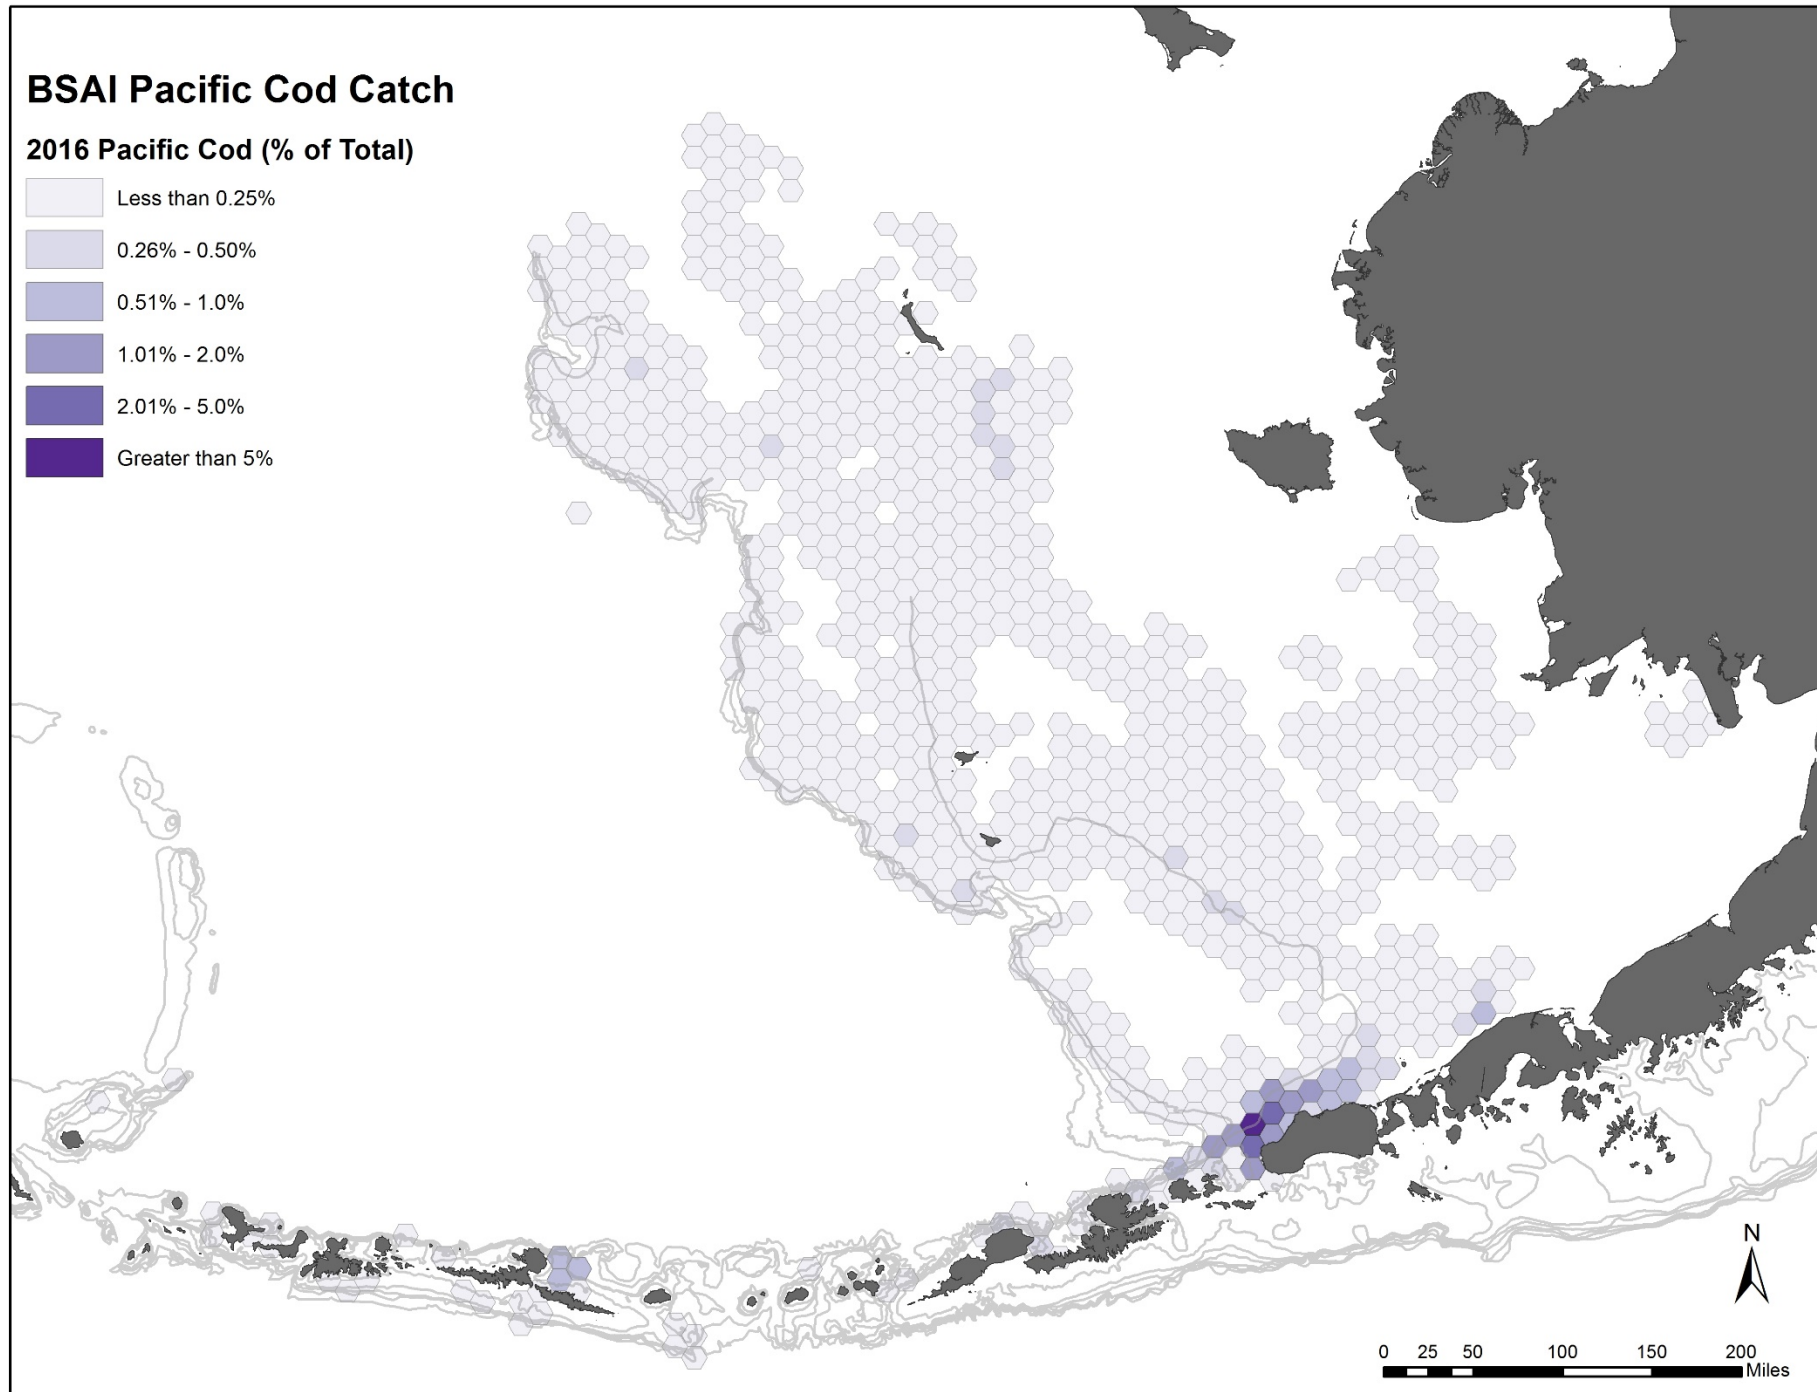 BSAI Pacific Cod Catch
2016 Pacific Cod (% of Total)
Less than 0.25%
0.26% - 0.50%
0.51% - 1.0%
1.01% - 2.0%
2.01% - 5.0%
Greater than 5%
N
0 25 50 100 150 200
Miles